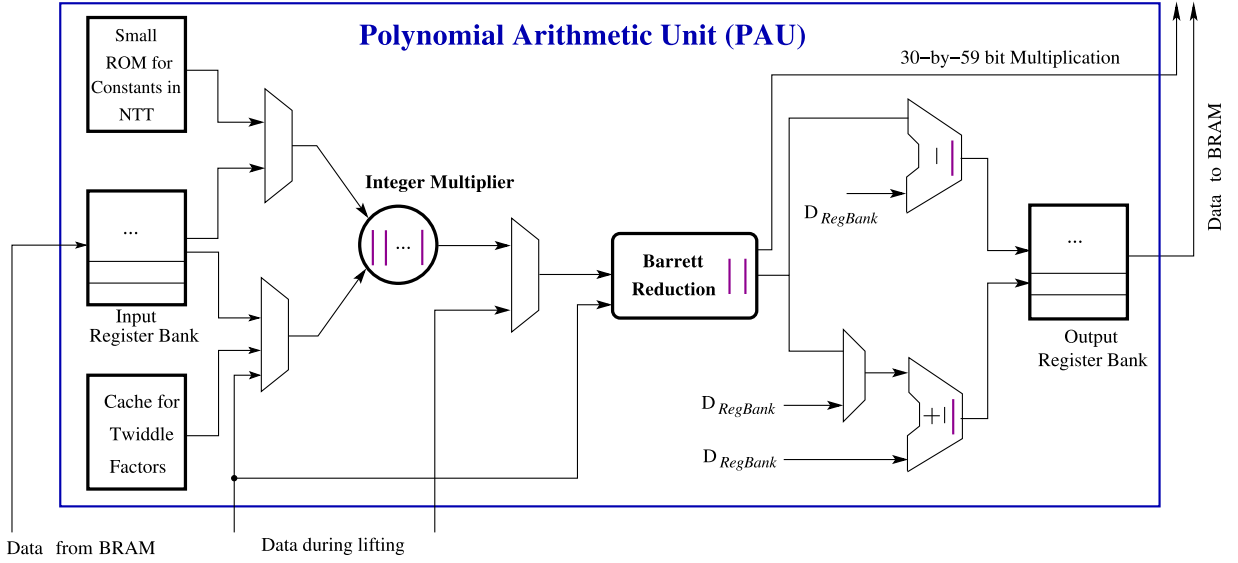 Polynomial Arithmetic Unit (PAU)
Small
ROM for
Constants in
NTT
30−by−59 bit Multiplication
Data to BRAM
−
D RegBank
Integer Multiplier
...
...
Barrett
Reduction
...
Input
Register Bank
Output
Register Bank
Cache for
Twiddle
Factors
D RegBank
+−
D RegBank
Data from BRAM
Data during lifting